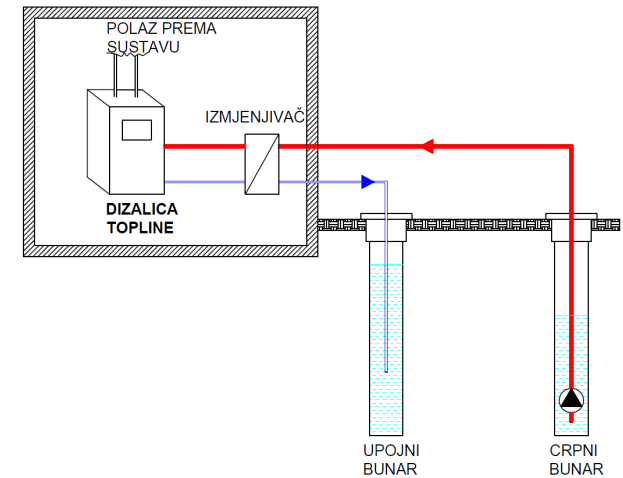 POLAZ PREMA
SUSTAVU
IZMJENJIVAČ
DIZALICA
TOPLINE
UPOJNI
BUNAR
CRPNI
BUNAR